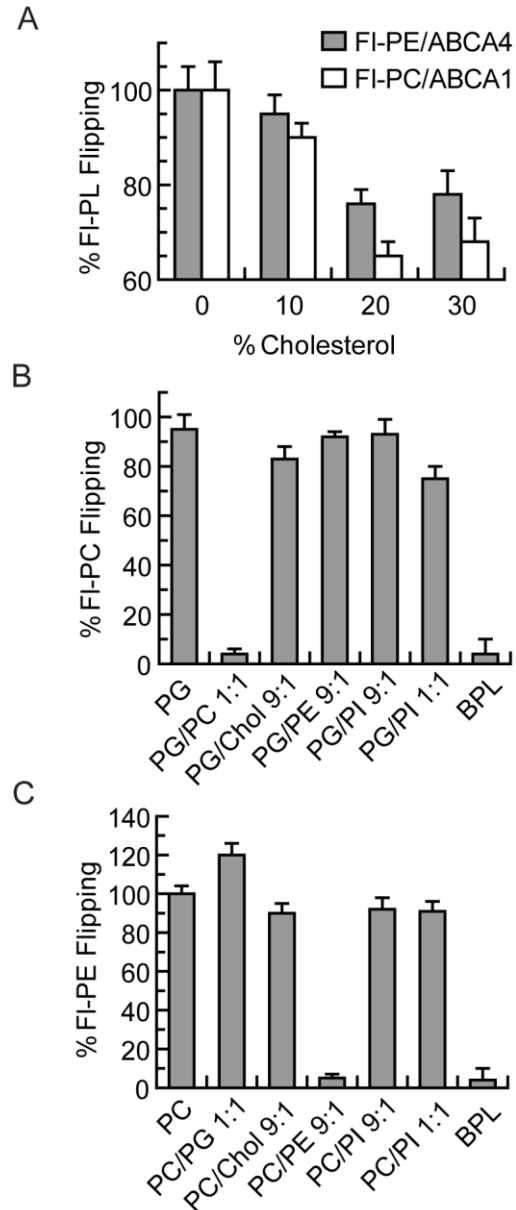 A
Fl-PE/ABCA4
Fl-PC/ABCA1
% Fl-PL Flipping
100
80
60
0 10 20 30
% Cholesterol
B
% Fl-PC Flipping
100
80
60
40
20
0
PG PG/PC 1:1 PG/Chol 9:1 PG/PE 9:1 PG/PI 9:1 PG/PI 1:1 BPL
C
% Fl-PE Flipping
140
120
100
80
60
40
20
0
PC PC/PG 1:1 PC/Chol 9:1 PC/PE 9:1 PC/PI 9:1 PC/PI 1:1 BPL